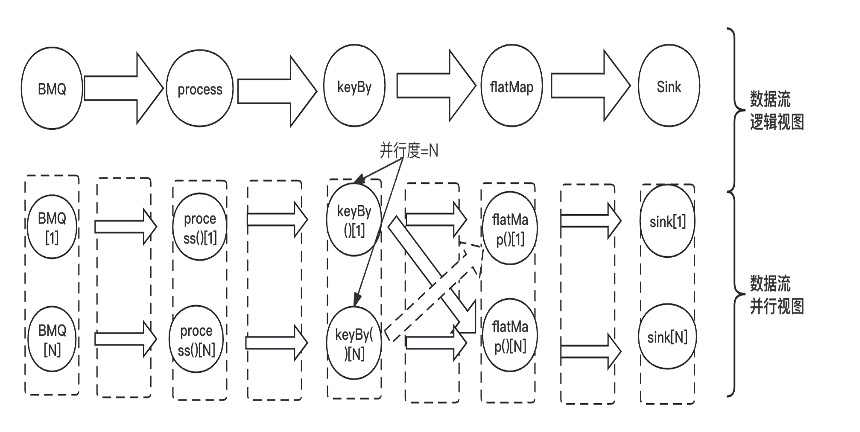 BMQ
process
keyBy
flatMap
Sink
数据流
逻辑视图
并行度=N
BMQ
[1]
proce
ss()[1]
keyBy
()[1]
flatMa
p()[1]
sink[1]
数据流
并行视图
BMQ
[N]
proce
ss()[N]
keyBy(
)[N]
flatMa
p()[N]
sink[N]